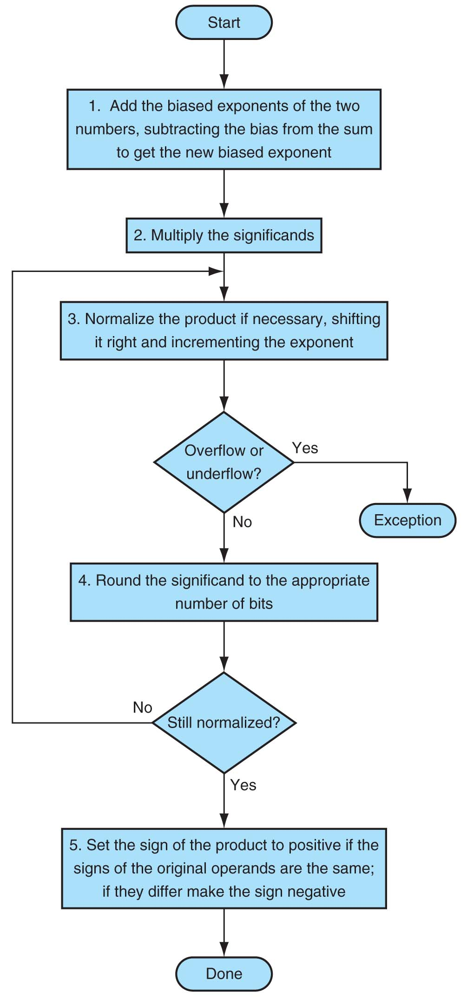 Start
1. Add the biased exponents of the two
numbers, subtracting the bias from the sum
to get the new biased exponent
2. Multiply the significands
3. Normalize the product if necessary, shifting
it right and incrementing the exponent
Overflow or
underflow?
Yes
No
Exception
4. Round the significand to the appropriate
number of bits
No
Still normalized?
Yes
5. Set the sign of the product to positive if the
signs of the original operands are the same;
if they differ make the sign negative
Done